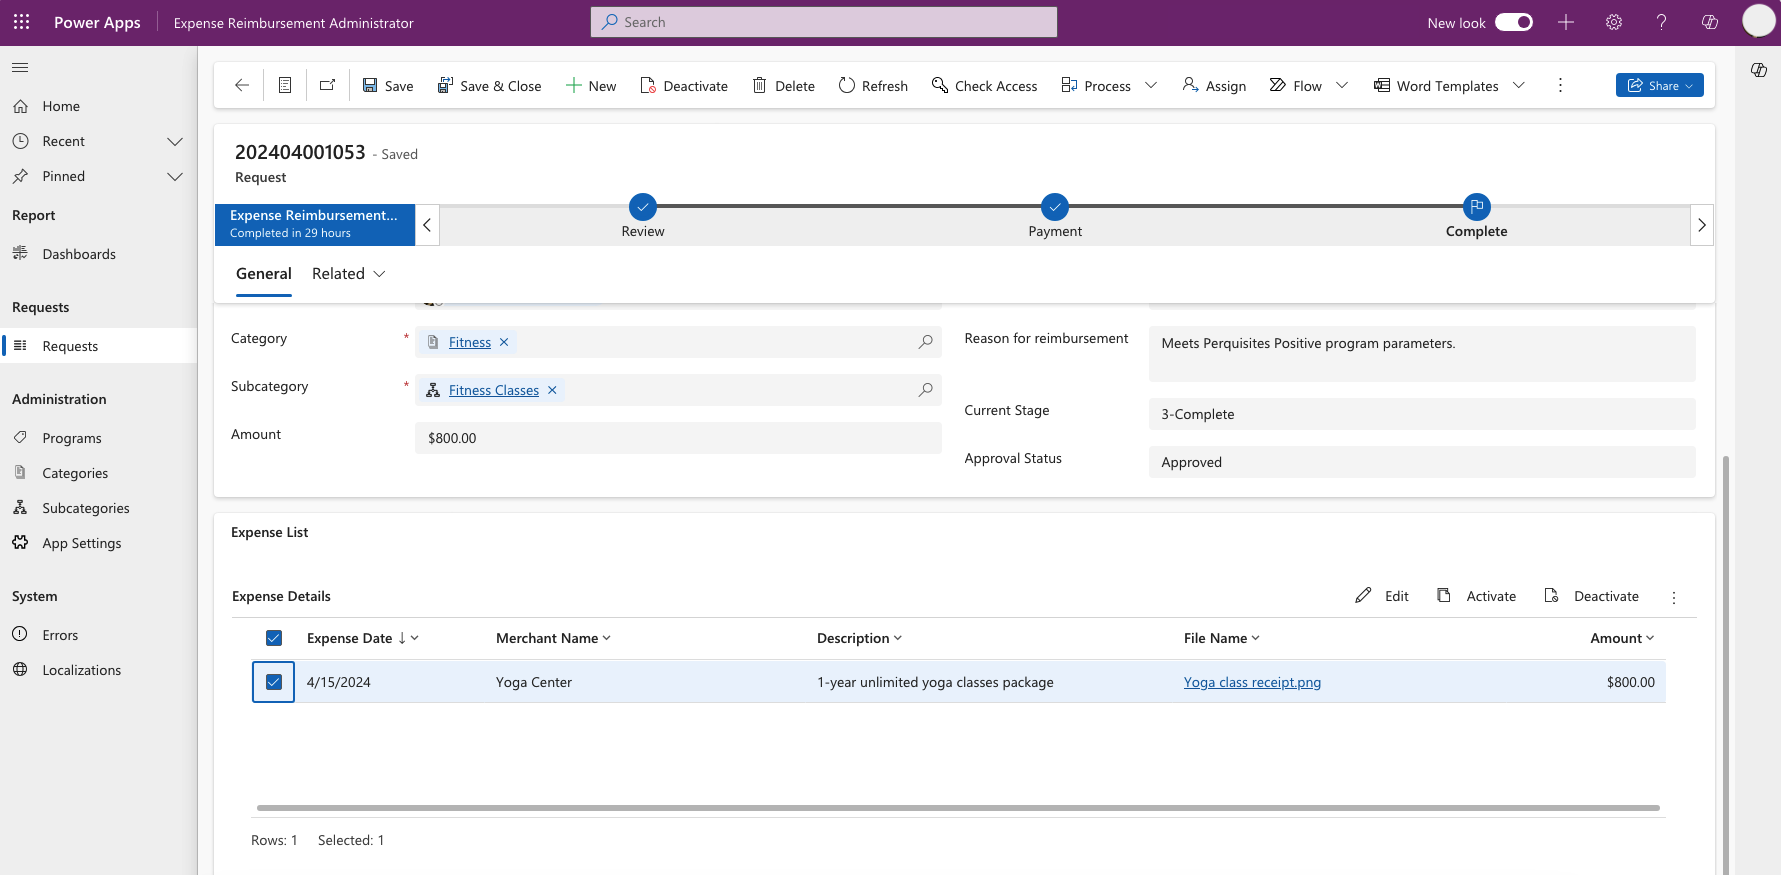 Power Apps
Expense Reimbursement Administrator
Search
New look
Home
Recent
Pinned
Report
Dashboards
Requests
Requests
Administration
Programs
Categories
Subcategories
App Settings
System
Errors
Localizations
Save
Save & Close
New
Deactivate
Delete
Refresh
Check Access
Process
Assign
Flow
Word Templates
Share
202404001053 - Saved
Request
Expense Reimbursement...
Completed in 29 hours
Review
Payment
Complete
General
Related
Category *
Fitness
Subcategory *
Fitness Classes
Amount
$800.00
Reason for reimbursement
Meets Perquisites Positive program parameters.
Current Stage
3-Complete
Approval Status
Approved
Expense List
Expense Details
Edit
Activate
Deactivate
Expense Date Merchant Name Description File Name Amount
4/15/2024 Yoga Center 1-year unlimited yoga classes package Yoga class receipt.png $800.00
Rows: 1 Selected: 1